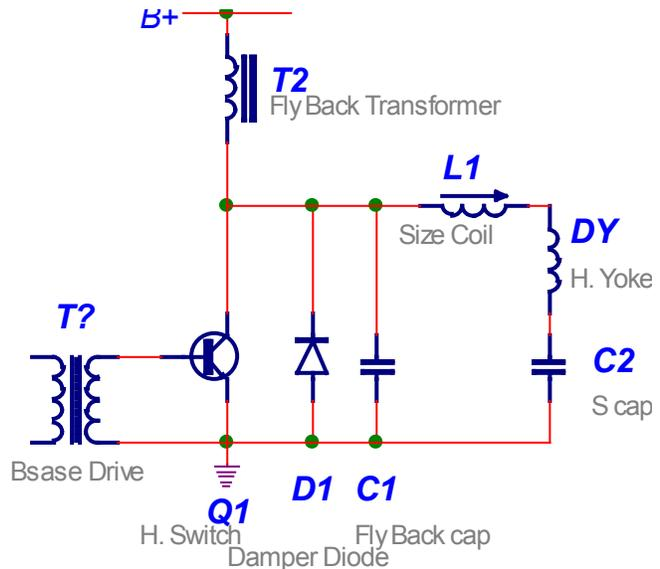 B+
T2
Fly Back Transformer
L1
Size Coil
DY
H. Yoke
T?
C2
S cap
Bsase Drive
Q1
D1
C1
H. Switch
Fly Back cap
Damper Diode